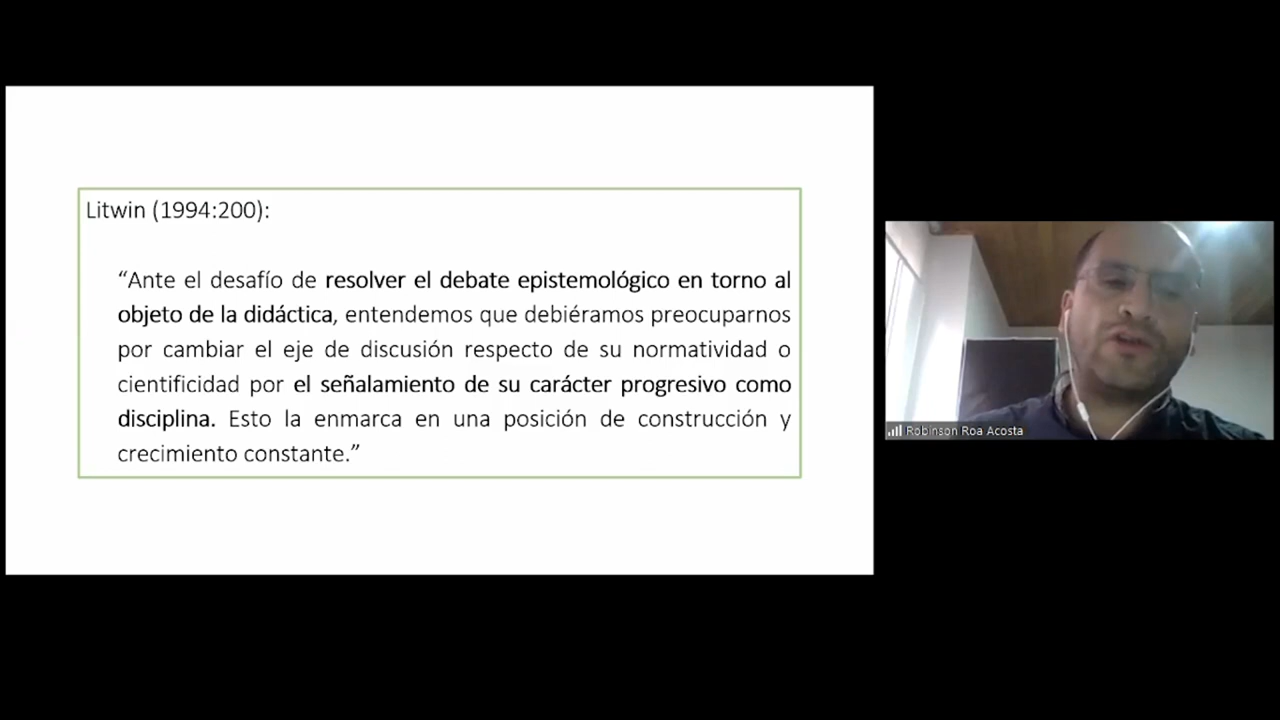 Litwin (1994:200):
“Ante el desafío de resolver el debate epistemológico en torno al
objeto de la didáctica, entendemos que debiéramos preocuparnos
por cambiar el eje de discusión respecto de su normatividad o
cientificidad por el señalamiento de su carácter progresivo como
disciplina. Esto la enmarca en una posición de construcción y
crecimiento constante.”
Robinson Roa Acosta